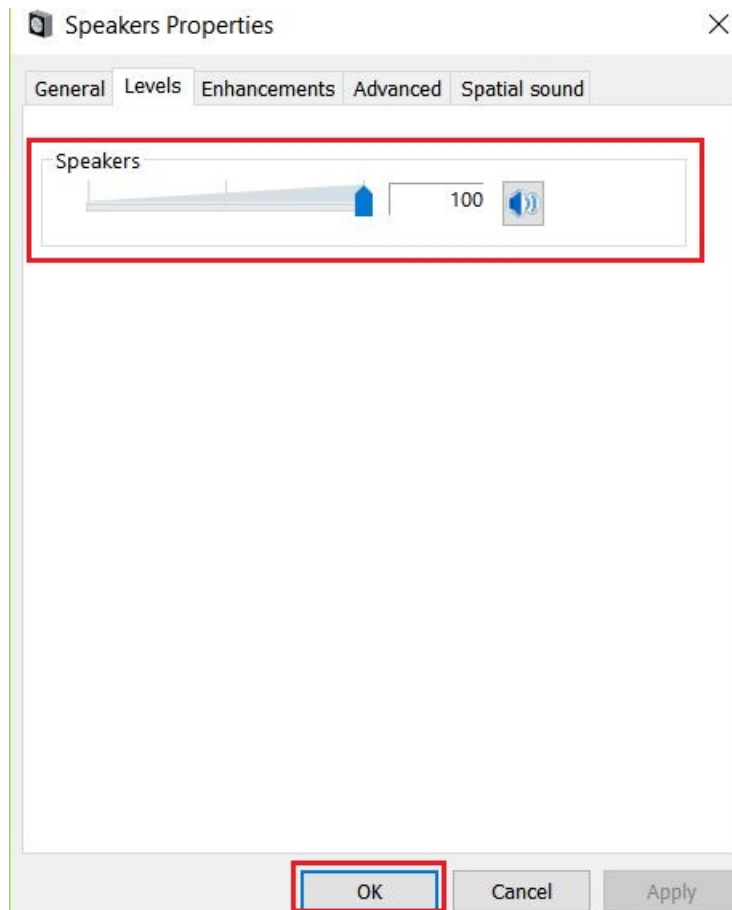 Speakers Properties
General Levels Enhancements Advanced Spatial sound
Speakers
100
OK Cancel Apply